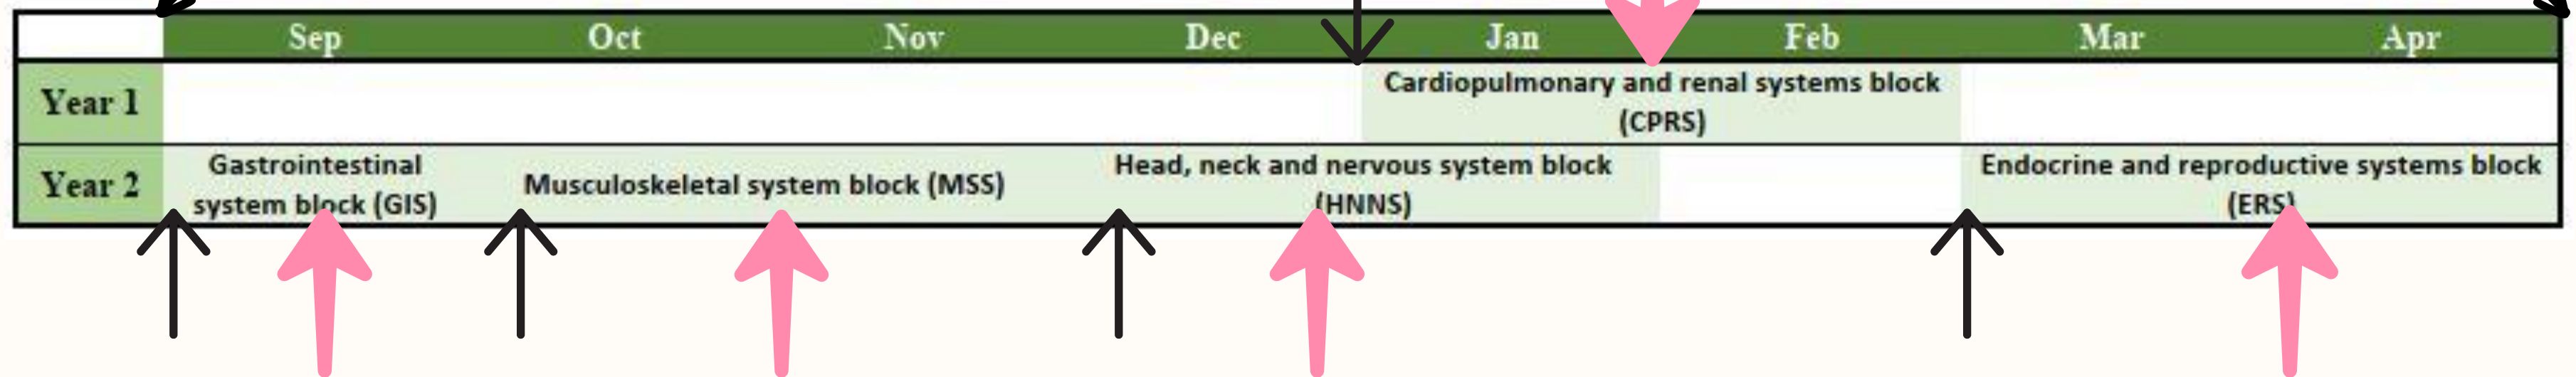 Sep Oct Nov Dec Jan Feb Mar Apr
Year 1
Cardiopulmonary and renal systems block
(CPRS)
Year 2
Gastrointestinal
system block (GIS)
Musculoskeletal system block (MSS)
Head, neck and nervous system block
(HNNS)
Endocrine and reproductive systems block
(ERS)